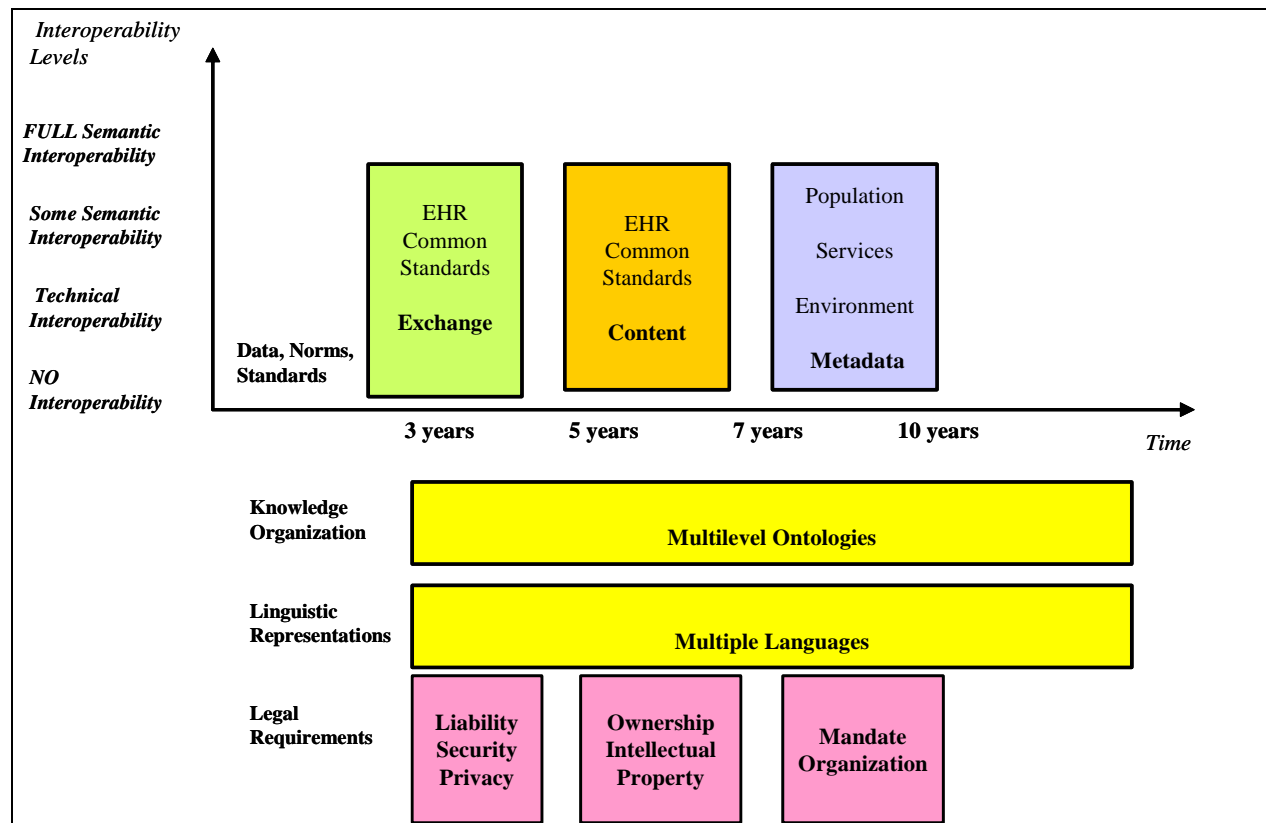 Interoperability
Levels
FULL Semantic
Interoperability
Some Semantic
Interoperability
Technical
Interoperability
NO
Interoperability
Data, Norms,
Standards
EHR
Common
Standards
Exchange
EHR
Common
Standards
Content
Population
Services
Environment
Metadata
3 years
5 years
7 years
10 years
Time
Knowledge
Organization
Multilevel Ontologies
Linguistic
Representations
Multiple Languages
Legal
Requirements
Liability
Security
Privacy
Ownership
Intellectual
Property
Mandate
Organization